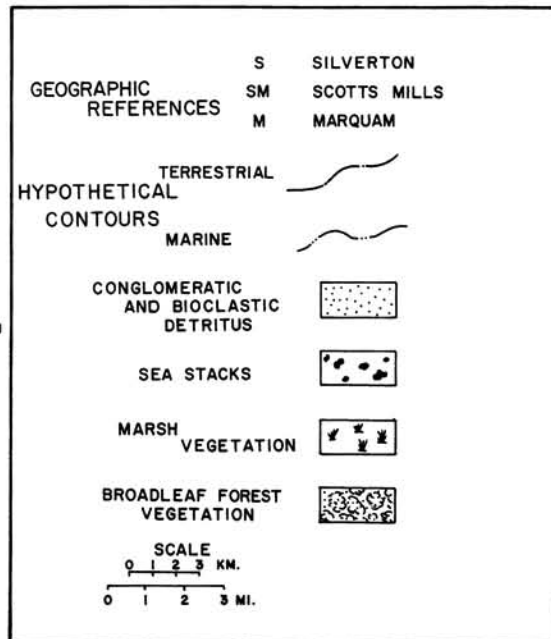 S SILVERTON
GEOGRAPHIC
REFERENCES
SM SCOTTS MILLS
M MARQUAM
TERRESTRIAL
HYPOTHETICAL
CONTOURS
MARINE
CONGLOMERATIC
AND BIOCLASTIC
DETRITUS
SEA STACKS
MARSH
VEGETATION
BROADLEAF FOREST
VEGETATION
SCALE
0 1 2 3 KM.
0 1 2 3 MI.